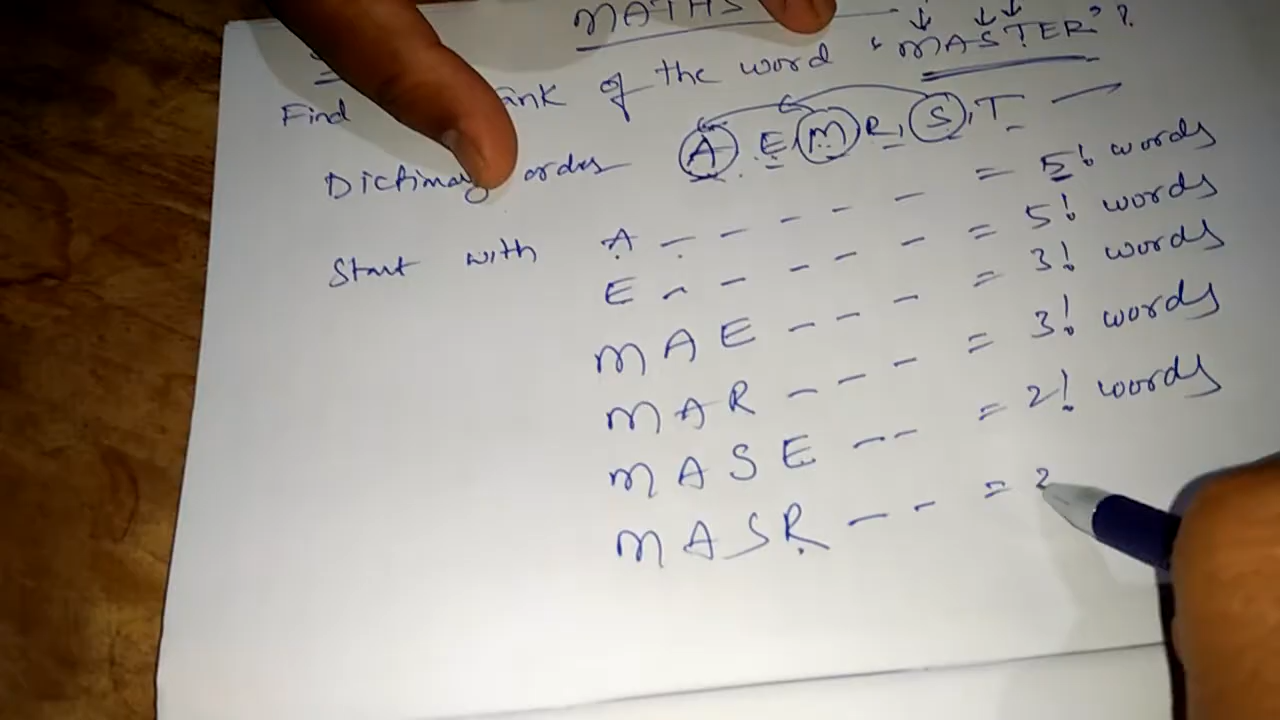 MATHS
Find ank of the word "MASTER"?
Dictionary order A, E, M, R, S, T
Start with A - - - - - = 5! words
E - - - - - = 5! words
MAE - - - = 3! words
MAR - - - = 3! words
MASE - - = 2! words
MASR - - = 2